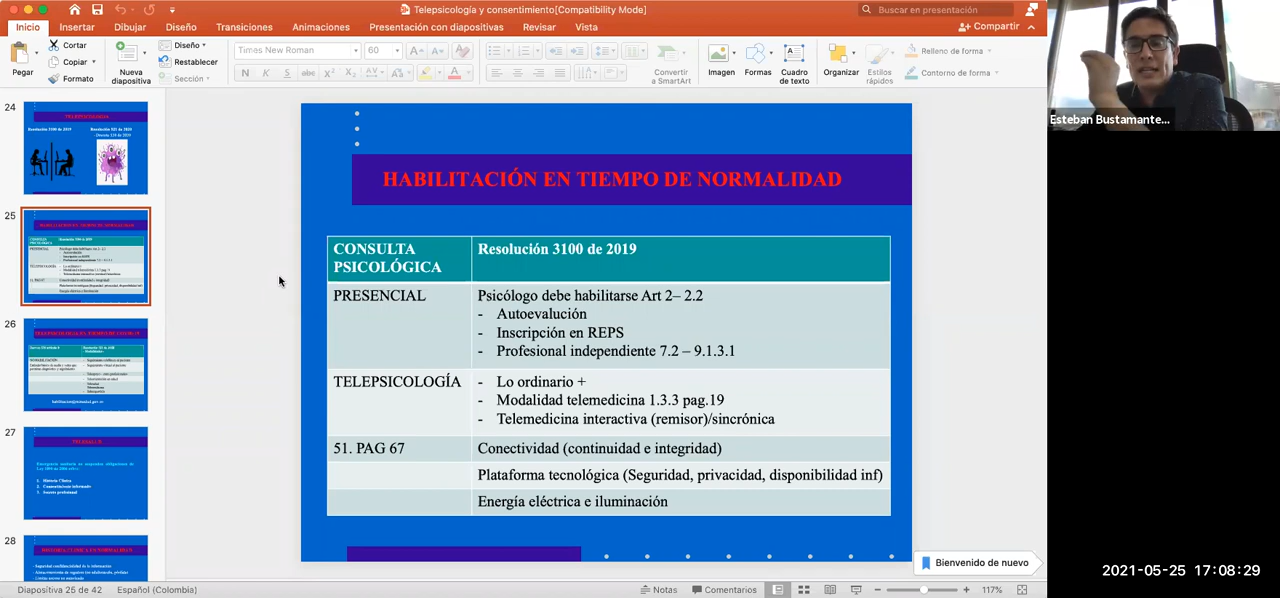 Telepsicología y consentimiento[Compatibility Mode]
Buscar en presentación
Inicio
Insertar
Dibujar
Diseño
Transiciones
Animaciones
Presentación con diapositivas
Revisar
Vista
Compartir
Pegar
Cortar
Copiar
Formato
Nueva
diapositiva
Diseño
Restablecer
Sección
Times New Roman
60
Convertir
a SmartArt
Imagen
Formas
Cuadro
de texto
Organizar
Estilos
rápidos
Relleno de forma
Contorno de forma
Esteban Bustamante...
24
25
26
27
28
HABILITACIÓN EN TIEMPO DE NORMALIDAD
CONSULTA
PSICOLÓGICA
Resolución 3100 de 2019
PRESENCIAL
Psicólogo debe habilitarse Art 2– 2.2
- Autoevalución
- Inscripción en REPS
- Profesional independiente 7.2 – 9.1.3.1
TELEPSICOLOGÍA
- Lo ordinario +
- Modalidad telemedicina 1.3.3 pag.19
- Telemedicina interactiva (remisor)/sincrónica
51. PAG 67
Conectividad (continuidad e integridad)
Plataforma tecnológica (Seguridad, privacidad, disponibilidad inf)
Energía eléctrica e iluminación
Bienvenido de nuevo
2021-05-25 17:08:29
Diapositiva 25 de 42
Español (Colombia)
Notas
Comentarios
117%